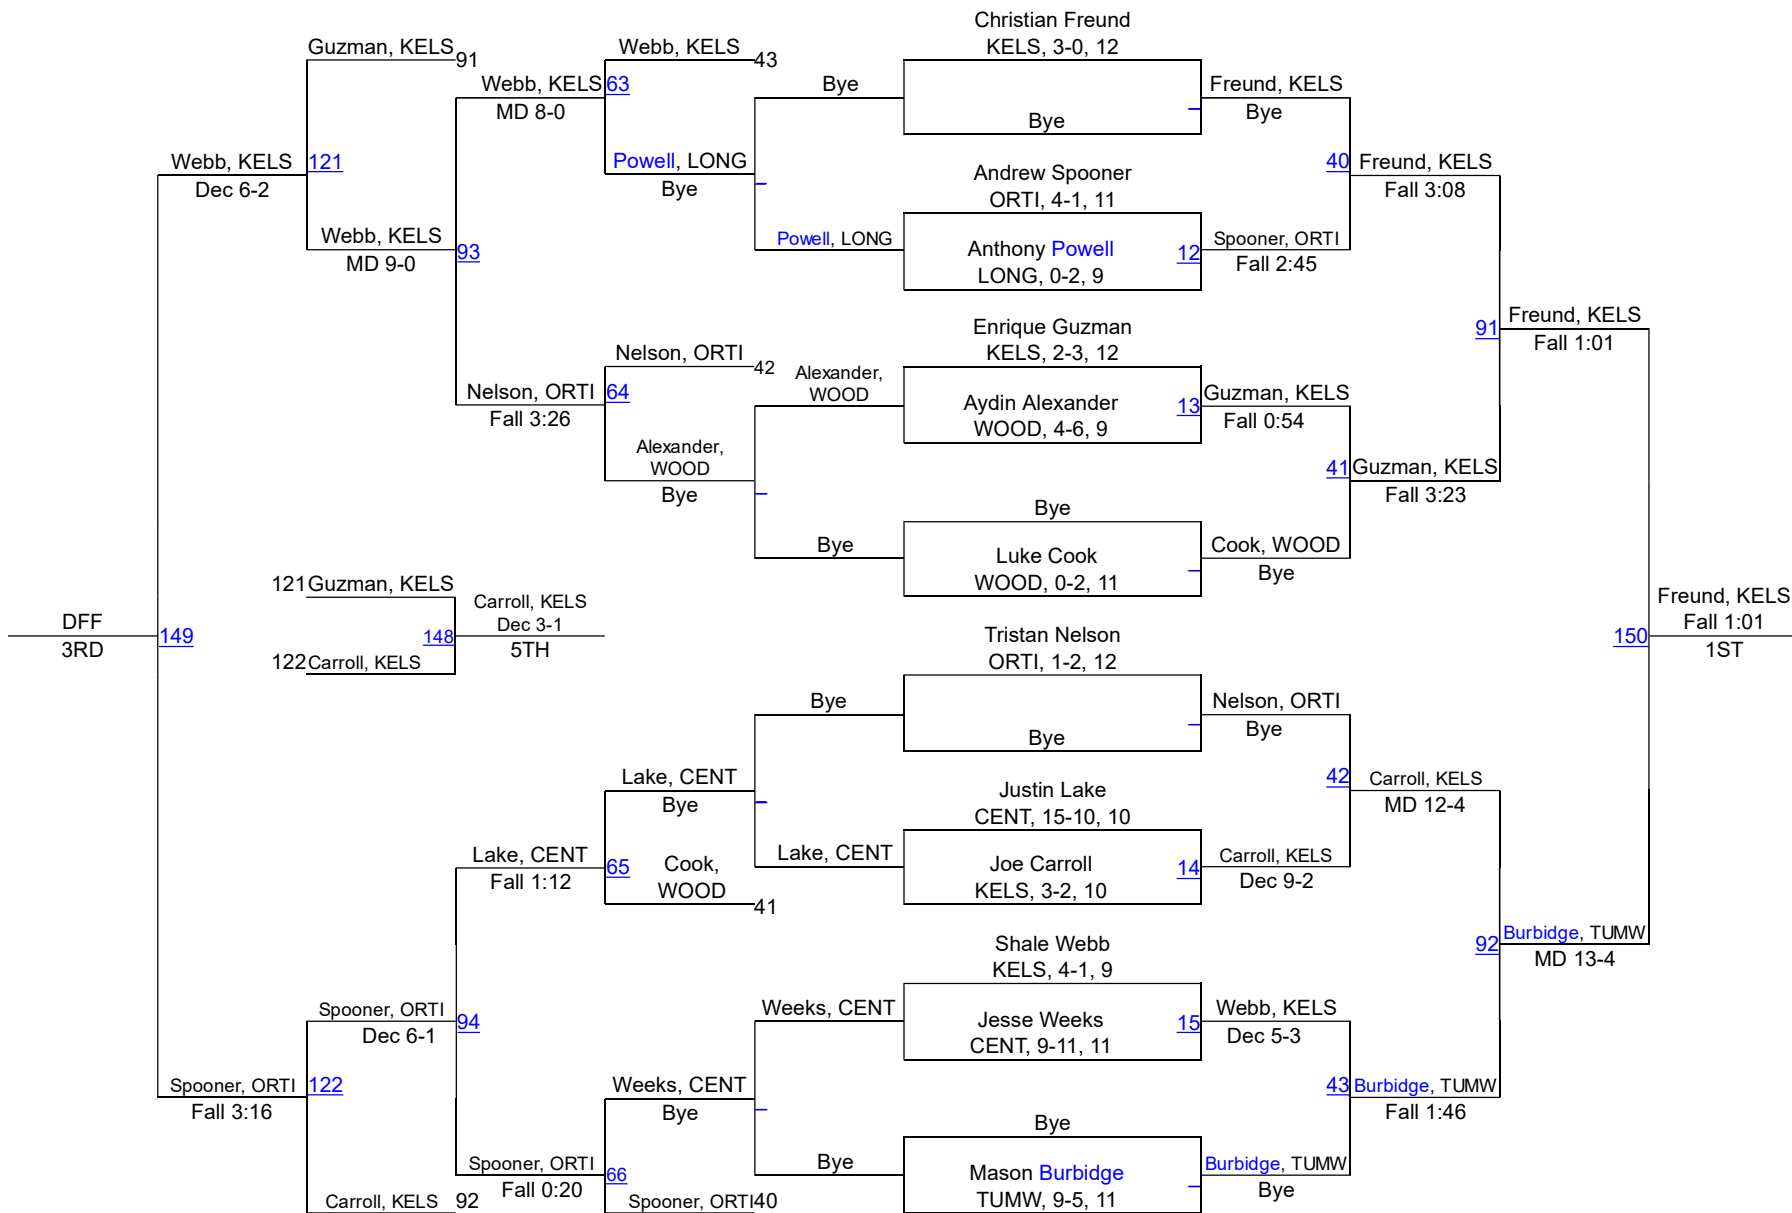 Christian Freund
KELS, 3-0, 12
Guzman, KELS
91
Webb, KELS
43
Webb, KELS
63
MD 8-0
Bye
Freund, KELS
Bye
Bye
Webb, KELS
121
Dec 6-2
Powell, LONG
Bye
Andrew Spooner
ORTI, 4-1, 11
40
Freund, KELS
Fall 3:08
Webb, KELS
93
MD 9-0
Powell, LONG
Anthony Powell
LONG, 0-2, 9
12
Spooner, ORTI
Fall 2:45
Enrique Guzman
KELS, 2-3, 12
91
Freund, KELS
Fall 1:01
Nelson, ORTI
42
Nelson, ORTI
64
Fall 3:26
Alexander,
WOOD
Aydin Alexander
WOOD, 4-6, 9
13
Guzman, KELS
Fall 0:54
Alexander,
WOOD
Bye
41
Guzman, KELS
Fall 3:23
Bye
Bye
Luke Cook
WOOD, 0-2, 11
Cook, WOOD
Bye
121
Guzman, KELS
Carroll, KELS
Dec 3-1
148
5TH
122
Carroll, KELS
DFF
149
3RD
Tristan Nelson
ORTI, 1-2, 12
Freund, KELS
Fall 1:01
150
1ST
Bye
Bye
Nelson, ORTI
Bye
Lake, CENT
Bye
Justin Lake
CENT, 15-10, 10
42
Carroll, KELS
MD 12-4
Lake, CENT
65
Fall 1:12
Cook,
WOOD
41
Lake, CENT
Joe Carroll
KELS, 3-2, 10
14
Carroll, KELS
Dec 9-2
Shale Webb
KELS, 4-1, 9
92
Burbidge, TUMW
MD 13-4
Spooner, ORTI
94
Dec 6-1
Weeks, CENT
Jesse Weeks
CENT, 9-11, 11
15
Webb, KELS
Dec 5-3
Spooner, ORTI
122
Fall 3:16
Weeks, CENT
Bye
43
Burbidge, TUMW
Fall 1:46
Bye
Spooner, ORTI
66
Fall 0:20
Bye
Mason Burbidge
TUMW, 9-5, 11
Burbidge, TUMW
Bye
Carroll, KELS
92
Spooner, ORTI
40